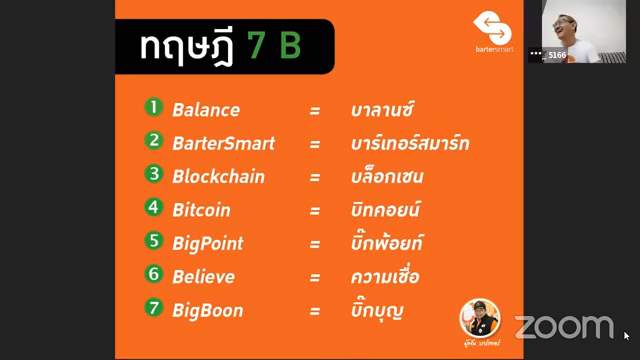 ทฤษฎี 7 B
bartersmart
5166
1 Balance = บาลานซ์
2 BarterSmart = บาร์เทอร์สมาร์ท
3 Blockchain = บล็อกเชน
4 Bitcoin = บิทคอยน์
5 BigPoint = บิ๊กพ้อยท์
6 Believe = ความเชื่อ
7 BigBoon = บิ๊กบุญ
zoom